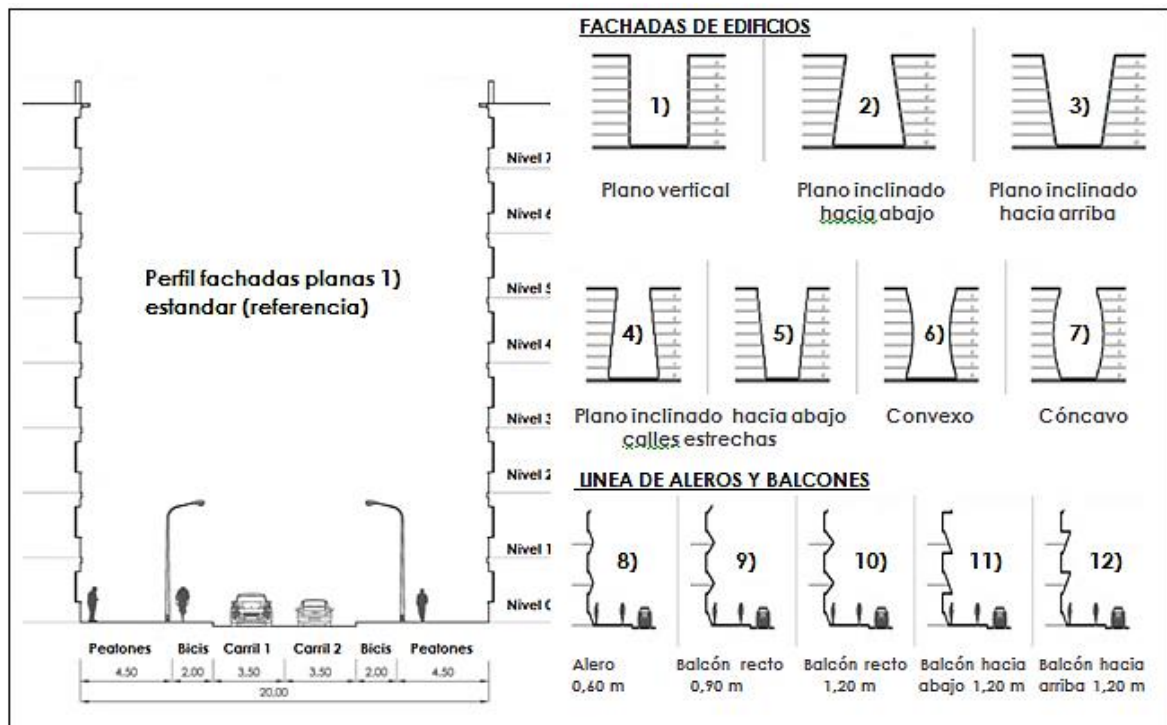 Nivel 7
Nivel 6
Nivel 5
Nivel 4
Nivel 3
Nivel 2
Nivel 1
Nivel 0
Perfil fachadas planas 1)
estandar (referencia)
Peatones Bicis Carril 1 Carril 2 Bicis Peatones
4.50 2.00 3.50 3.50 2.00 4.50
20.00
FACHADAS DE EDIFICIOS
1) 2) 3)
Plano vertical
Plano inclinado
hacia abajo
Plano inclinado
hacia arriba
4) 5) 6) 7)
Plano inclinado hacia abajo
calles estrechas
Convexo
Cóncavo
LINEA DE ALEROS Y BALCONES
8) 9) 10) 11) 12)
Alero
0,60 m
Balcón recto
0,90 m
Balcón recto
1,20 m
Balcón hacia
abajo 1,20 m
Balcón hacia
arriba 1,20 m